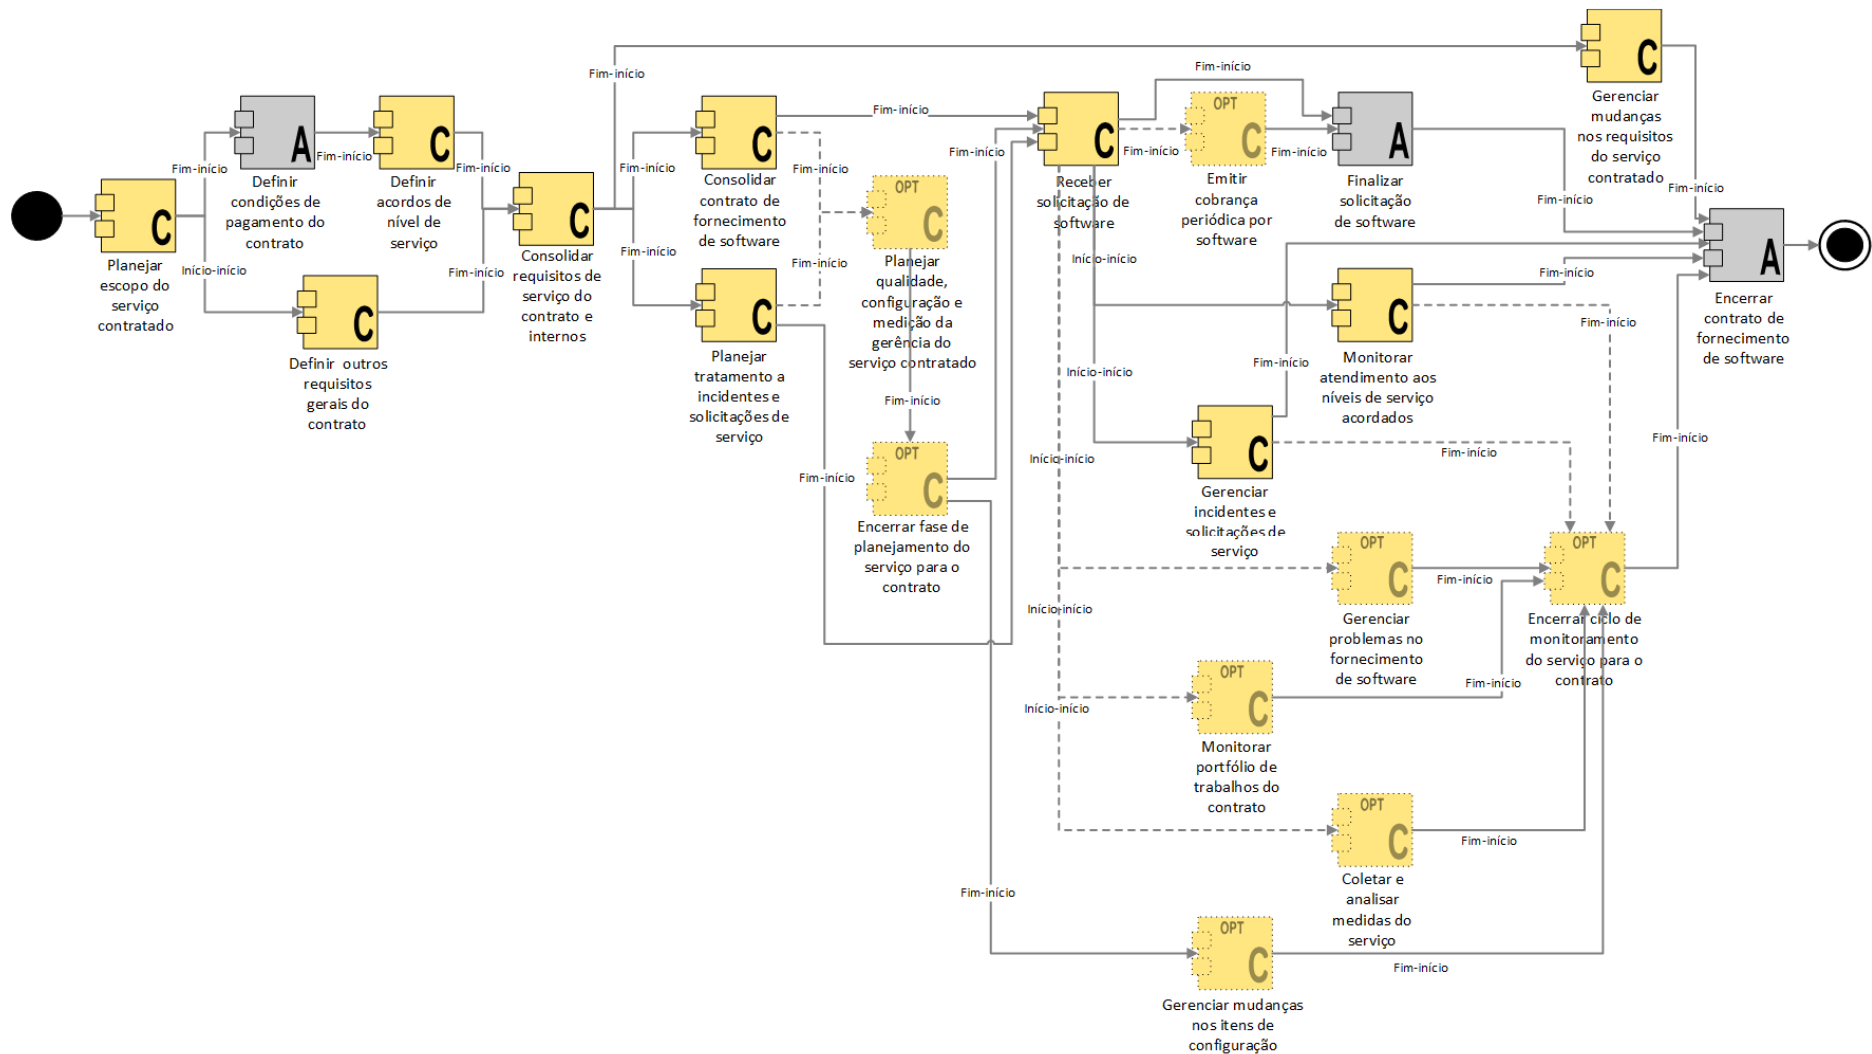 C
Planejar
escopo do
serviço
contratado
Fim-início
Início-início
A
Definir
condições de
pagamento do
contrato
Fim-início
C
Definir
acordos de
nível de
serviço
Fim-início
C
Definir outros
requisitos
gerais do
contrato
Fim-início
C
Consolidar
requisitos de
serviço do
contrato e
internos
Fim-início
Fim-início
Fim-início
C
Consolidar
contrato de
fornecimento
de software
Fim-início
Fim-início
C
Planejar
tratamento a
incidentes e
solicitações de
serviço
Fim-início
Fim-início
OPT
C
Planejar
qualidade,
configuração e
medição da
gerência do
serviço contratado
Fim-início
OPT
C
Encerrar fase de
planejamento do
serviço para o
contrato
Fim-início
Fim-início
C
Receber
solicitação de
software
Fim-início
Fim-início
Início-início
Início-início
Início-início
Início-início
Início-início
OPT
C
Emitir
cobrança
periódica por
software
Fim-início
A
Finalizar
solicitação
de software
Fim-início
C
Gerenciar
mudanças
nos requisitos
do serviço
contratado
Fim-início
C
Monitorar
atendimento aos
níveis de serviço
acordados
Fim-início
Fim-início
C
Gerenciar
incidentes e
solicitações de
serviço
Fim-início
Fim-início
OPT
C
Gerenciar
problemas no
fornecimento
de software
Fim-início
OPT
C
Monitorar
portfólio de
trabalhos do
contrato
Fim-início
OPT
C
Coletar e
analisar
medidas do
serviço
Fim-início
OPT
C
Gerenciar mudanças
nos itens de
configuração
Fim-início
OPT
C
Encerrar ciclo de
monitoramento
do serviço para o
contrato
Fim-início
A
Encerrar
contrato de
fornecimento
de software